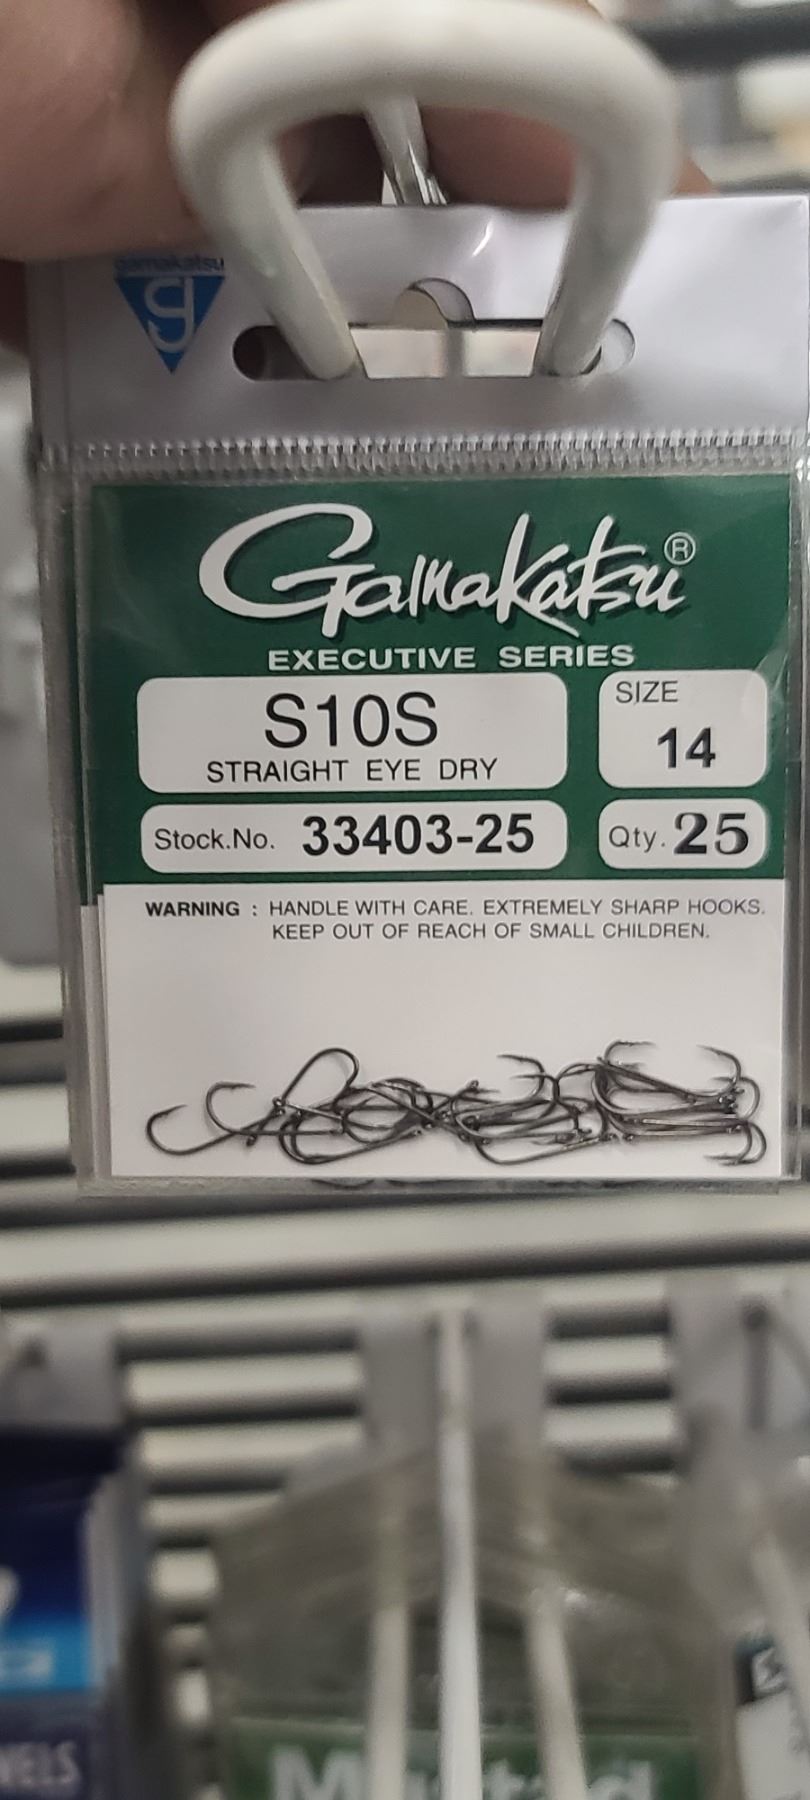 gamakatsu
Gamakatsu®
EXECUTIVE SERIES
S10S
STRAIGHT EYE DRY
SIZE
14
Stock.No. 33403-25
Qty. 25
WARNING : HANDLE WITH CARE. EXTREMELY SHARP HOOKS.
KEEP OUT OF REACH OF SMALL CHILDREN.